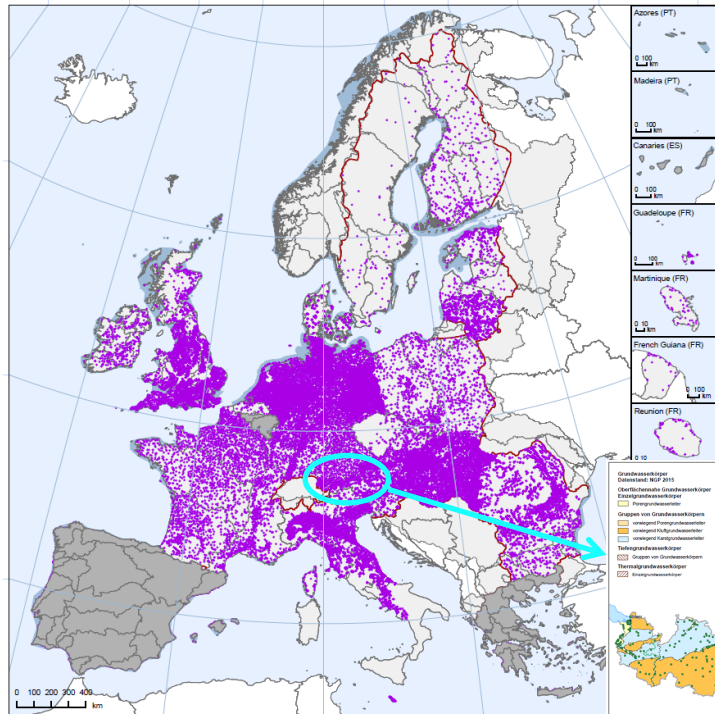 Azores (PT)
0 100
km
Madeira (PT)
0 100
km
Canaries (ES)
0 100
km
Guadeloupe (FR)
0 100
km
Martinique (FR)
0 10
French Guiana (FR)
0 100
km
Reunion (FR)
0 10
Grundwasserkörper
Datenstand: NGP 2015
Oberflächennahe Grundwasserkörper
Einzelgrundwasserkörper
Porengrundwasserleiter
Gruppen von Grundwasserkörpern
vorwiegend Porengrundwasserleiter
vorwiegend Kluftgrundwasserleiter
vorwiegend Karstgrundwasserleiter
Tiefengrundwasserkörper
Gruppen von Grundwasserkörpern
Thermalgrundwasserkörper
Einzelgrundwasserkörper
0 100 200 300 400
km